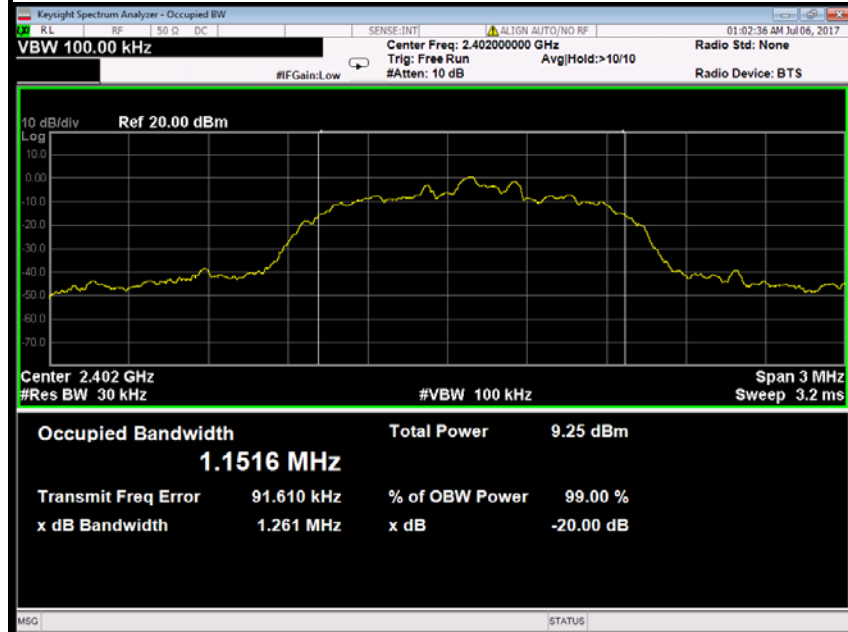 Keysight Spectrum Analyzer - Occupied BW
RL RF 50 Ω DC SENSE:INT ALIGN AUTO/NO RF 01:02:36 AM Jul 06, 2017
VBW 100.00 kHz Center Freq: 2.402000000 GHz Radio Std: None
Trig: Free Run Avg|Hold:>10/10
#IFGain:Low #Atten: 10 dB Radio Device: BTS
10 dB/div Ref 20.00 dBm
Log
10.0
0.00
-10.0
-20.0
-30.0
-40.0
-50.0
-60.0
-70.0
Center 2.402 GHz Span 3 MHz
#Res BW 30 kHz #VBW 100 kHz Sweep 3.2 ms
Occupied Bandwidth Total Power 9.25 dBm
1.1516 MHz
Transmit Freq Error 91.610 kHz % of OBW Power 99.00 %
x dB Bandwidth 1.261 MHz x dB -20.00 dB
MSG STATUS